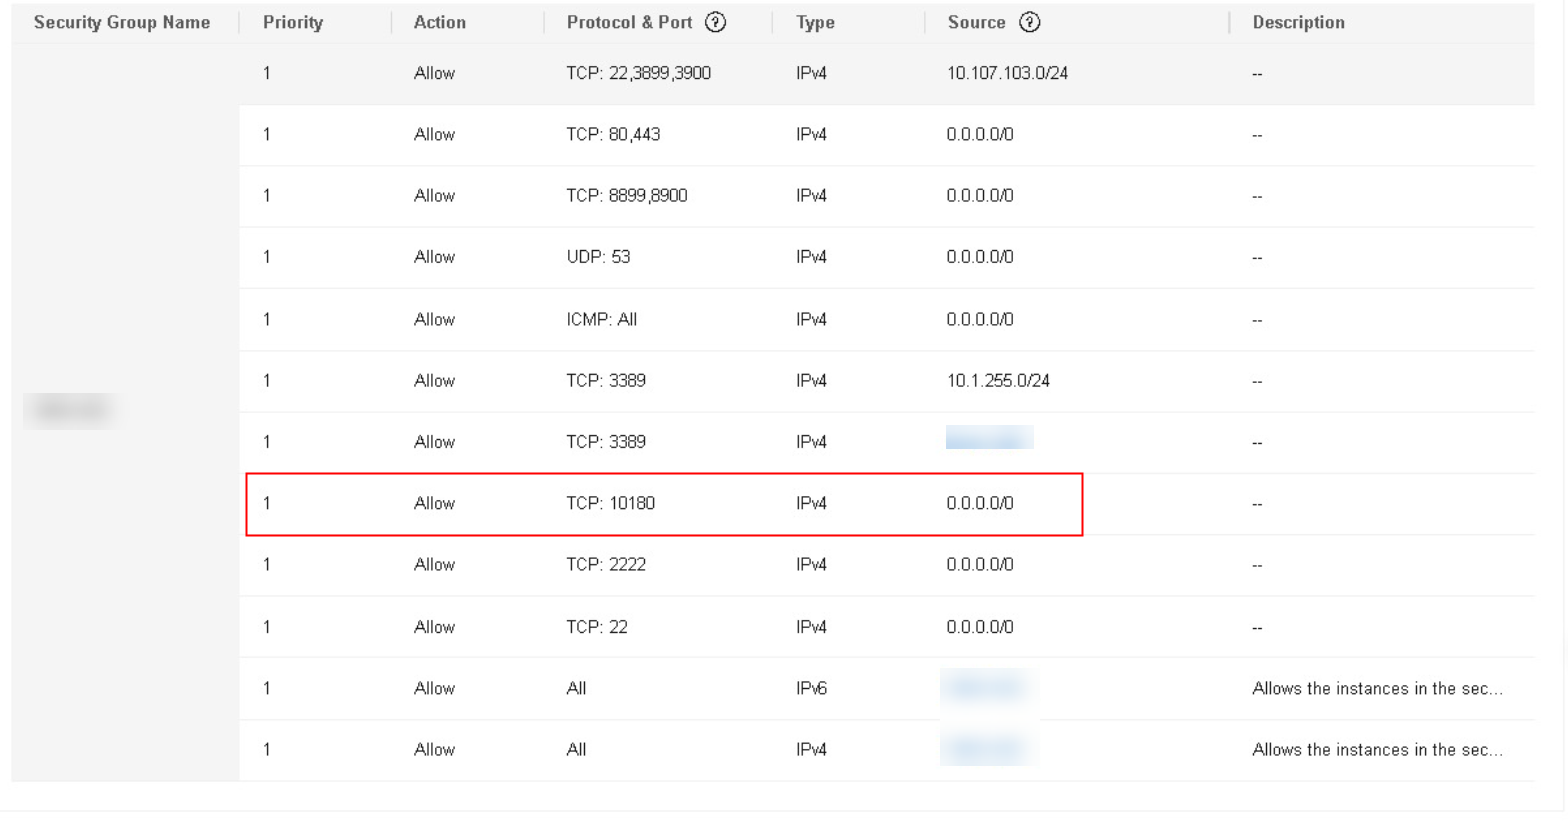 Security Group Name Priority Action Protocol & Port ? Type Source ? Description
1 Allow TCP: 22,3899,3900 IPv4 10.107.103.0/24 --
1 Allow TCP: 80,443 IPv4 0.0.0.0/0 --
1 Allow TCP: 8899,8900 IPv4 0.0.0.0/0 --
1 Allow UDP: 53 IPv4 0.0.0.0/0 --
1 Allow ICMP: All IPv4 0.0.0.0/0 --
1 Allow TCP: 3389 IPv4 10.1.255.0/24 --
1 Allow TCP: 3389 IPv4 --
1 Allow TCP: 10180 IPv4 0.0.0.0/0 --
1 Allow TCP: 2222 IPv4 0.0.0.0/0 --
1 Allow TCP: 22 IPv4 0.0.0.0/0 --
1 Allow All IPv6 Allows the instances in the sec...
1 Allow All IPv4 Allows the instances in the sec...